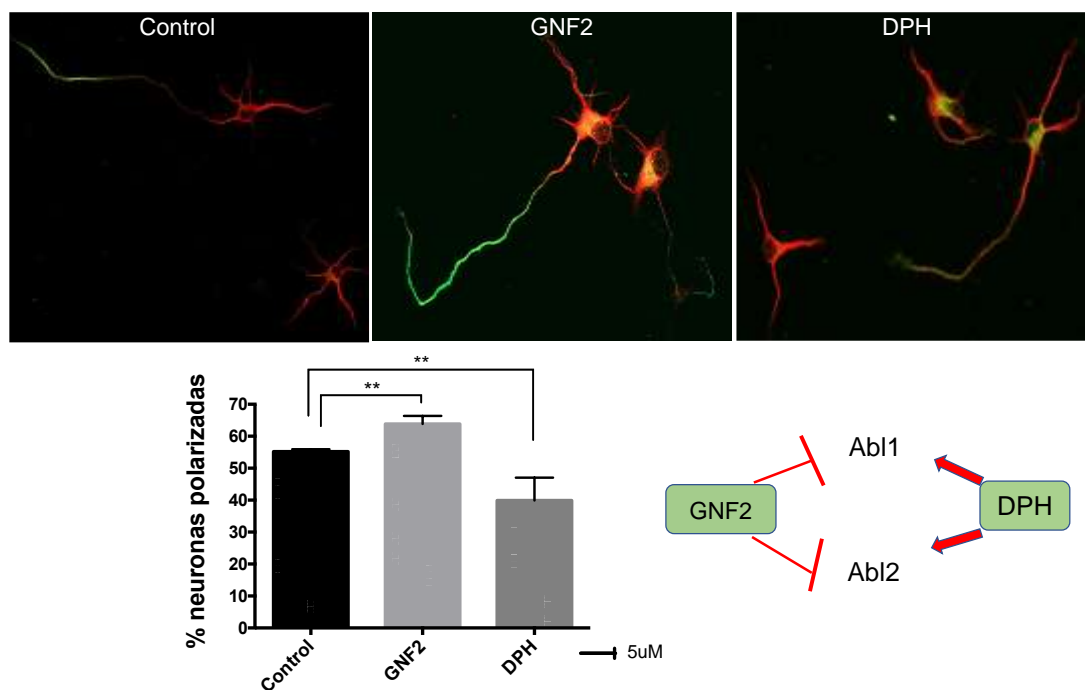 Control
GNF2
DPH
**
**
% neuronas polarizadas
70
60
50
40
30
20
10
0
Control
GNF2
DPH
5uM
GNF2
Abl1
Abl2
DPH